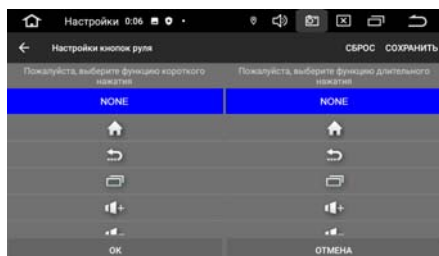 Настройки 0:06
Настройки кнопок руля
СБРОС СОХРАНИТЬ
Пожалуйста, выберите функцию короткого
нажатия
Пожалуйста, выберите функцию длительного
нажатия
NONE
NONE
ОК
ОТМЕНА